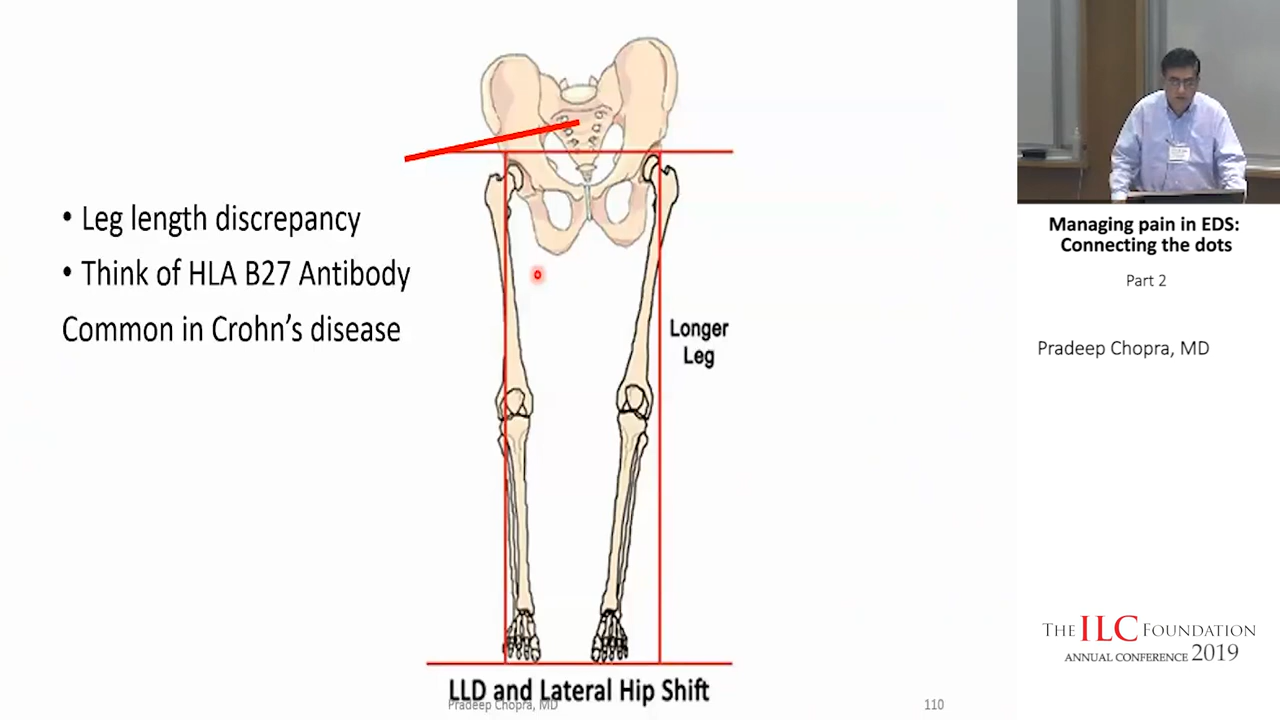 • Leg length discrepancy
• Think of HLA B27 Antibody
Common in Crohn's disease
Longer
Leg
LLD and Lateral Hip Shift
Pradeep Chopra, MD
110
Managing pain in EDS:
Connecting the dots
Part 2
Pradeep Chopra, MD
THE ILC FOUNDATION
ANNUAL CONFERENCE 2019